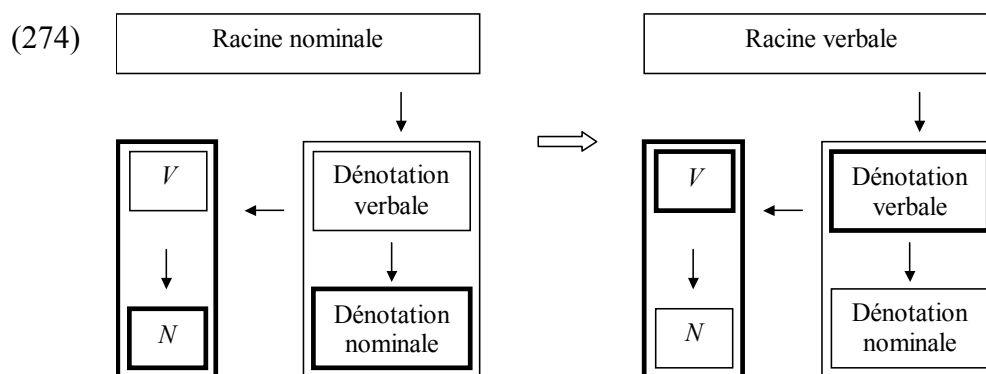 (274)
Racine nominale
Racine verbale
V
Dénotation
verbale
V
Dénotation
verbale
N
Dénotation
nominale
N
Dénotation
nominale